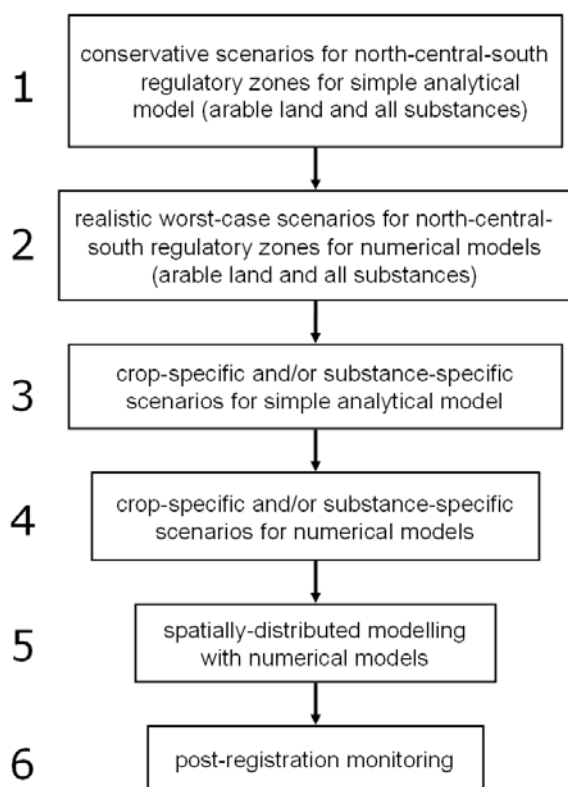 1
conservative scenarios for north-central-south
regulatory zones for simple analytical
model (arable land and all substances)
2
realistic worst-case scenarios for north-central-
south regulatory zones for numerical models
(arable land and all substances)
3
crop-specific and/or substance-specific
scenarios for simple analytical model
4
crop-specific and/or substance-specific
scenarios for numerical models
5
spatially-distributed modelling
with numerical models
6
post-registration monitoring